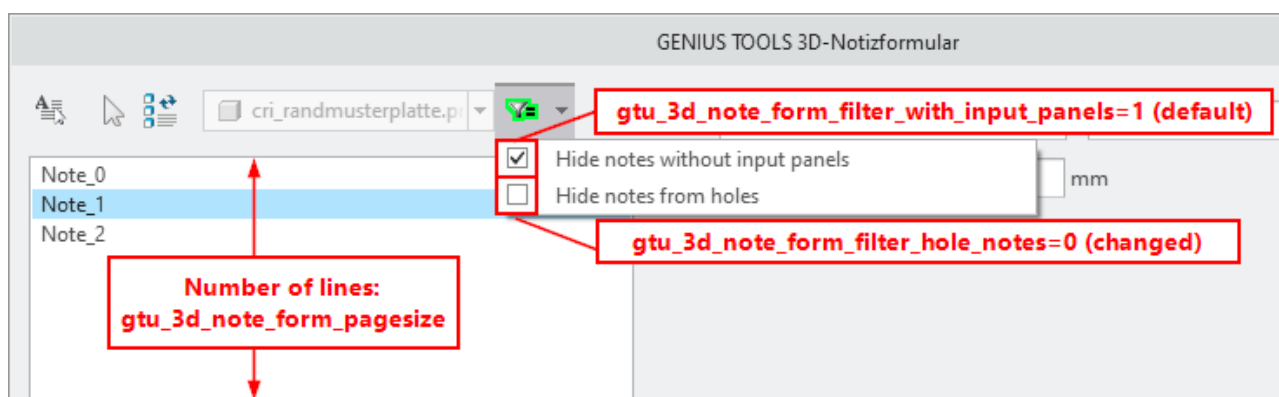 GENIUS TOOLS 3D-Notizformular
cri_randmusterplatte.pr
gtu_3d_note_form_filter_with_input_panels=1 (default)
Hide notes without input panels
mm
Hide notes from holes
gtu_3d_note_form_filter_hole_notes=0 (changed)
Note_0
Note_1
Note_2
Number of lines:
gtu_3d_note_form_pagesize